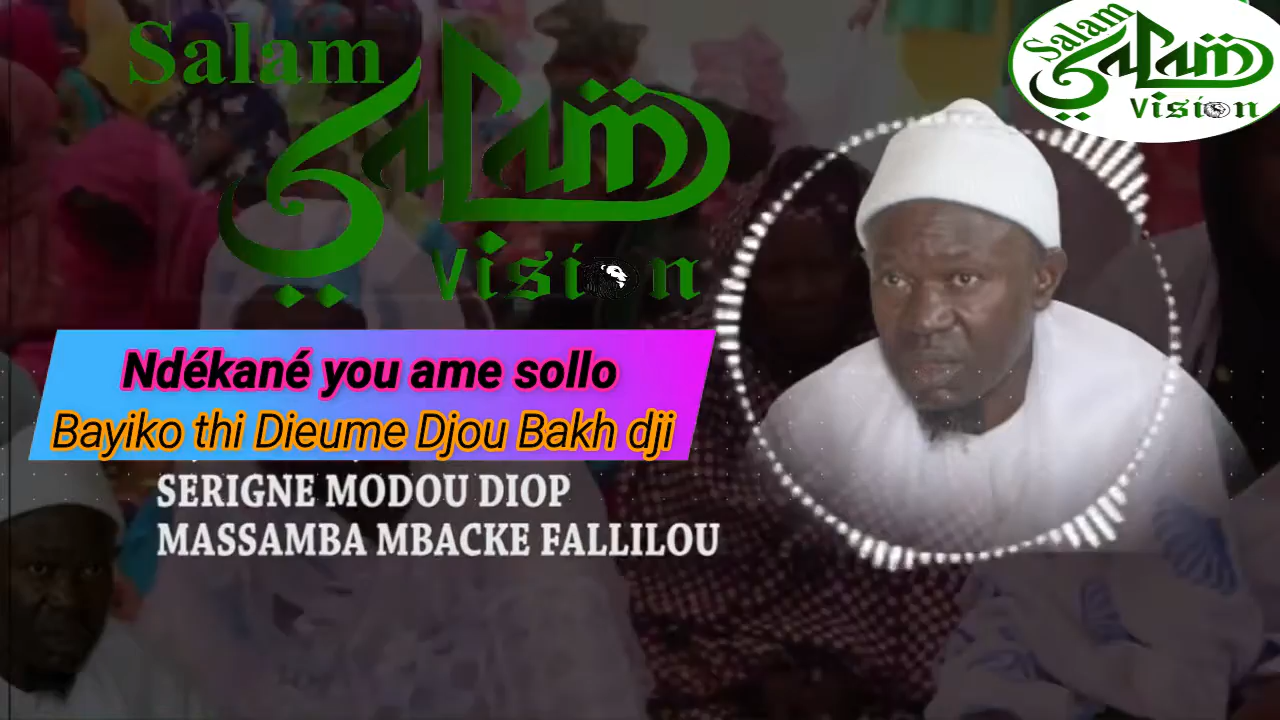 Salam
Salam
Vision
Salam
Salam
Vision
Ndékané you ame sollo
Bayiko thi Dieume Djou Bakh dji
SERIGNE MODOU DIOP
MASSAMBA MBACKE FALLILOU